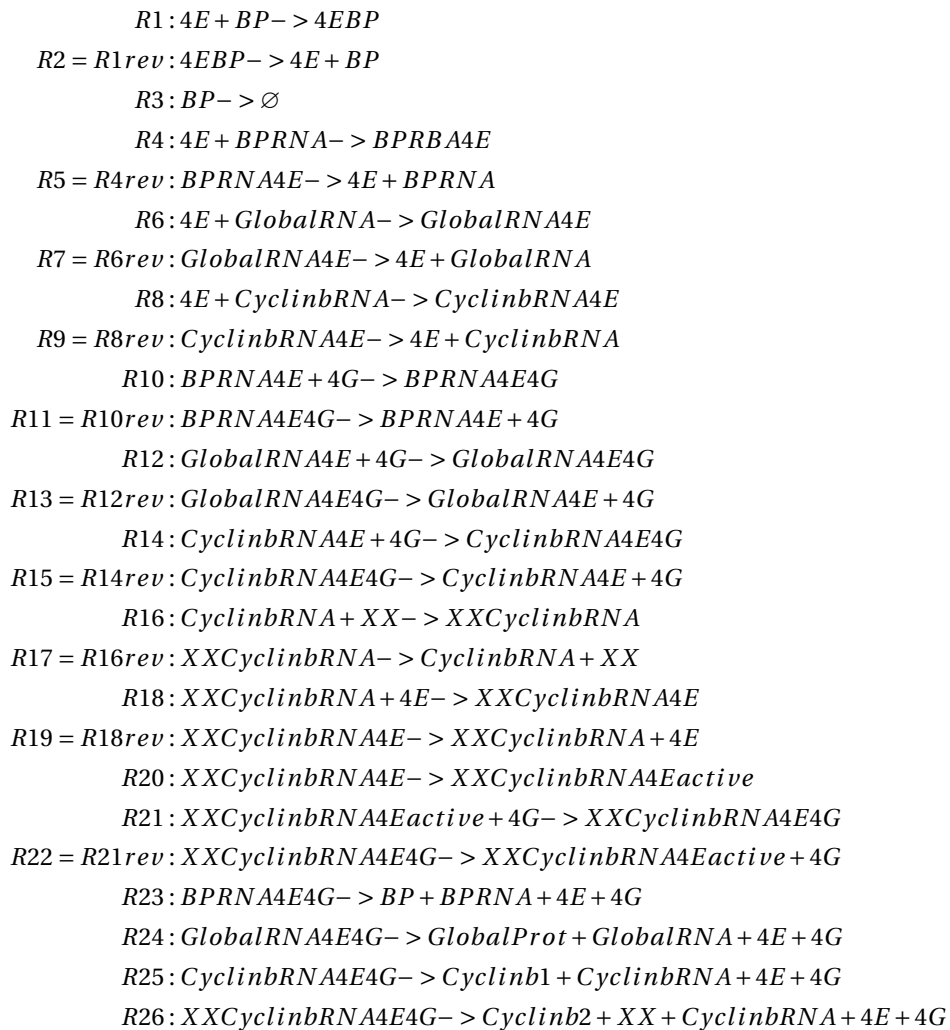 R1 : 4E + BP− > 4EBP
R2 = R1rev : 4EBP− > 4E + BP
R3 : BP− > ∅
R4 : 4E + BPRNA− > BPRBA4E
R5 = R4rev : BPRNA4E− > 4E + BPRNA
R6 : 4E + GlobalRNA− > GlobalRNA4E
R7 = R6rev : GlobalRNA4E− > 4E + GlobalRNA
R8 : 4E + CyclinbRNA− > CyclinbRNA4E
R9 = R8rev : CyclinbRNA4E− > 4E + CyclinbRNA
R10 : BPRNA4E + 4G− > BPRNA4E4G
R11 = R10rev : BPRNA4E4G− > BPRNA4E + 4G
R12 : GlobalRNA4E + 4G− > GlobalRNA4E4G
R13 = R12rev : GlobalRNA4E4G− > GlobalRNA4E + 4G
R14 : CyclinbRNA4E + 4G− > CyclinbRNA4E4G
R15 = R14rev : CyclinbRNA4E4G− > CyclinbRNA4E + 4G
R16 : CyclinbRNA + XX− > XXCyclinbRNA
R17 = R16rev : XXCyclinbRNA− > CyclinbRNA + XX
R18 : XXCyclinbRNA + 4E− > XXCyclinbRNA4E
R19 = R18rev : XXCyclinbRNA4E− > XXCyclinbRNA + 4E
R20 : XXCyclinbRNA4E− > XXCyclinbRNA4Eactive
R21 : XXCyclinbRNA4Eactive + 4G− > XXCyclinbRNA4E4G
R22 = R21rev : XXCyclinbRNA4E4G− > XXCyclinbRNA4Eactive + 4G
R23 : BPRNA4E4G− > BP + BPRNA + 4E + 4G
R24 : GlobalRNA4E4G− > GlobalProt + GlobalRNA + 4E + 4G
R25 : CyclinbRNA4E4G− > Cyclinb1 + CyclinbRNA + 4E + 4G
R26 : XXCyclinbRNA4E4G− > Cyclinb2 + XX + CyclinbRNA + 4E + 4G